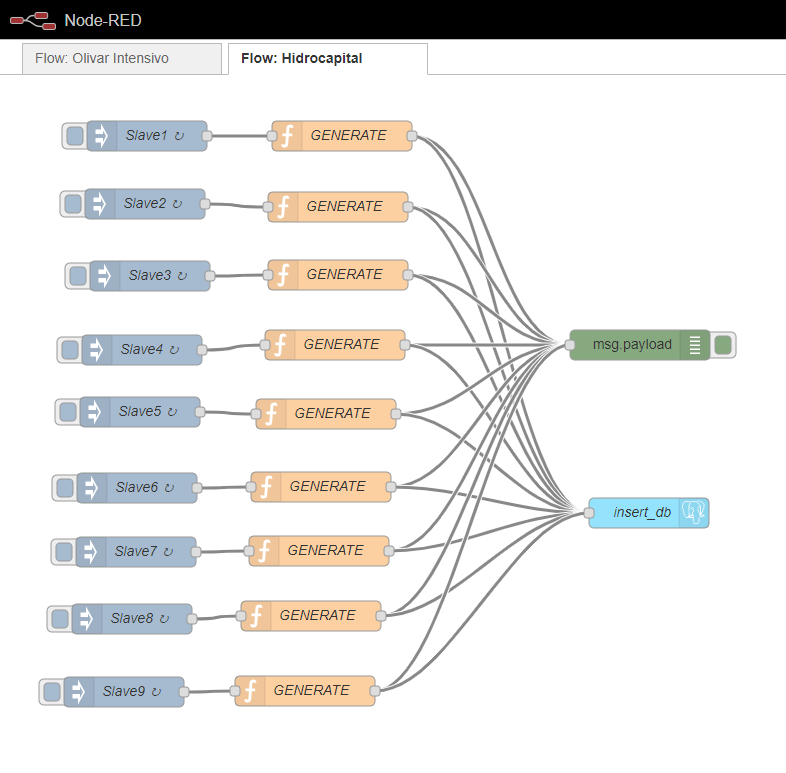 Node-RED
Flow: Olivar Intensivo
Flow: Hidrocapital
Slave1 ↻
GENERATE
Slave2 ↻
GENERATE
Slave3 ↻
GENERATE
Slave4 ↻
GENERATE
msg.payload
Slave5 ↻
GENERATE
Slave6 ↻
GENERATE
insert_db
Slave7 ↻
GENERATE
Slave8 ↻
GENERATE
Slave9 ↻
GENERATE